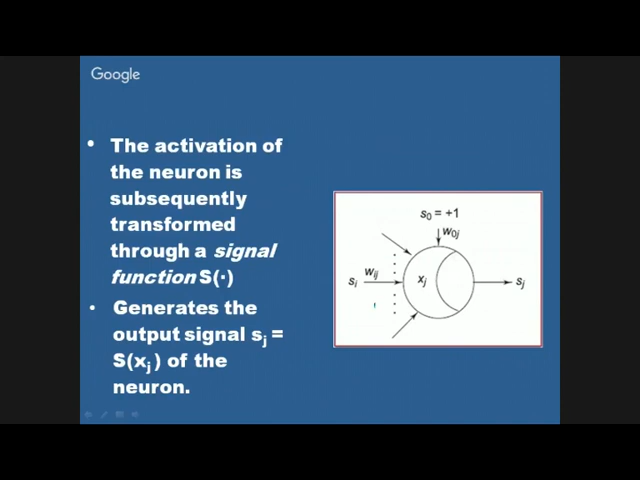 Google
• The activation of
the neuron is
subsequently
transformed
through a signal
function S(·)
• Generates the
output signal sj =
S(xj) of the
neuron.
s0 = +1
w0j
wij
si
xj
sj